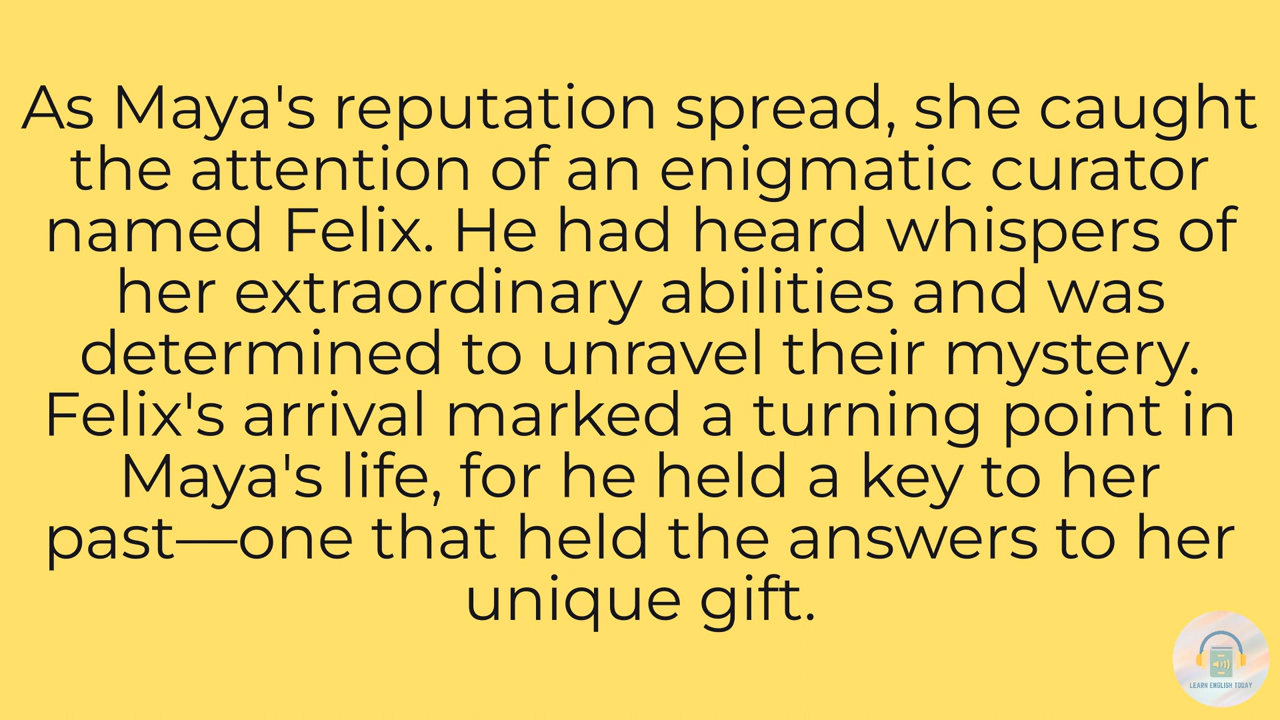 As Maya's reputation spread, she caught
the attention of an enigmatic curator
named Felix. He had heard whispers of
her extraordinary abilities and was
determined to unravel their mystery.
Felix's arrival marked a turning point in
Maya's life, for he held a key to her
past—one that held the answers to her
unique gift.
LEARN ENGLISH TODAY